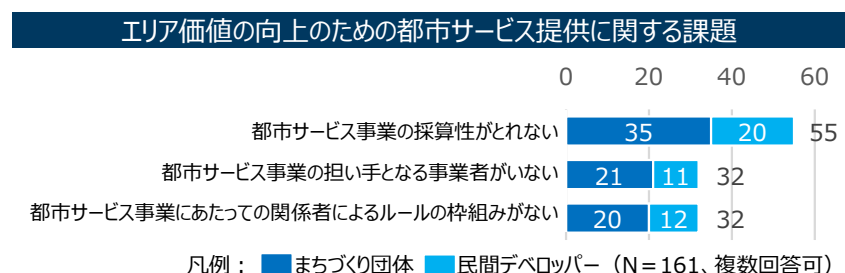 エリア価値の向上のための都市サービス提供に関する課題
0 20 40 60
都市サービス事業の採算性がとれない 35 20 55
都市サービス事業の担い手となる事業者がいない 21 11 32
都市サービス事業にあたっての関係者によるルールの枠組みがない 20 12 32
凡例： まちづくり団体 民間デベロッパー（N＝161、複数回答可）